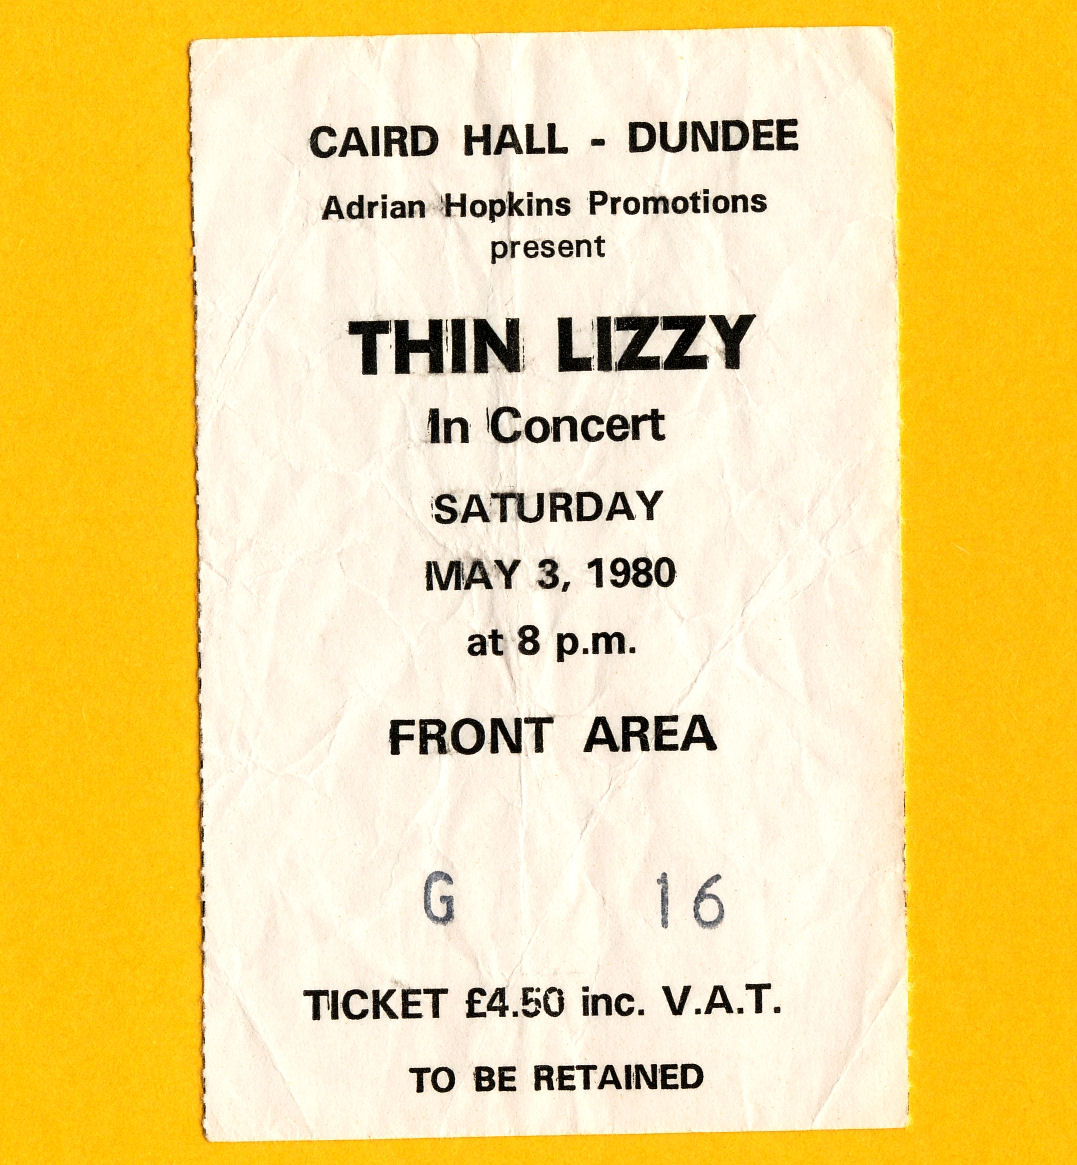 CAIRD HALL - DUNDEE
Adrian Hopkins Promotions
present
THIN LIZZY
In Concert
SATURDAY
MAY 3, 1980
at 8 p.m.
FRONT AREA
G 16
TICKET £4.50 inc. V.A.T.
TO BE RETAINED